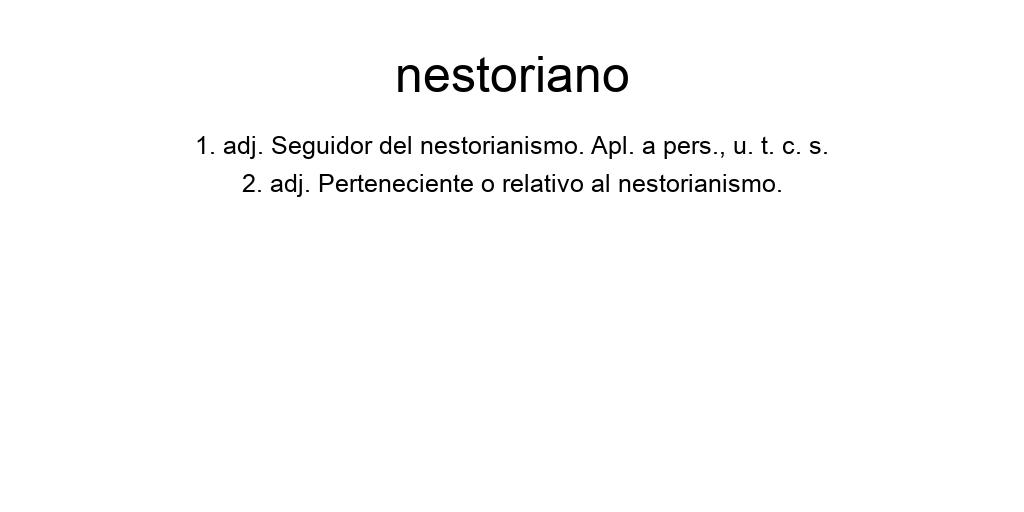 nestoriano
1. adj. Seguidor del nestorianismo. Apl. a pers., u. t. c. s.
2. adj. Perteneciente o relativo al nestorianismo.